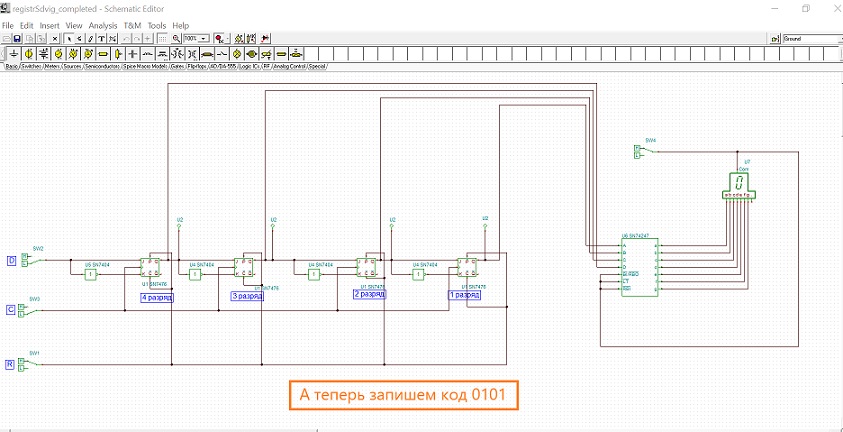 registrSdvig_completed - Schematic Editor
File Edit Insert View Analysis T&M Tools Help
100%
Ground
Basic Switches Meters Sources Semiconductors Spice Macro Models Gates Flip-flops AD/DA-555 Logic ICs RF Analog Control Special
SW4
U7
Com
U2 U2 U2 U2
U6 SN74247
D SW2 U5 SN7404 U4 SN7404 U4 SN7404 U4 SN7404
U1 SN7476 U1 SN7476 U1 SN7476 U1 SN7476
4 разряд 3 разряд 2 разряд 1 разряд
C SW3
R SW1
А теперь запишем код 0101